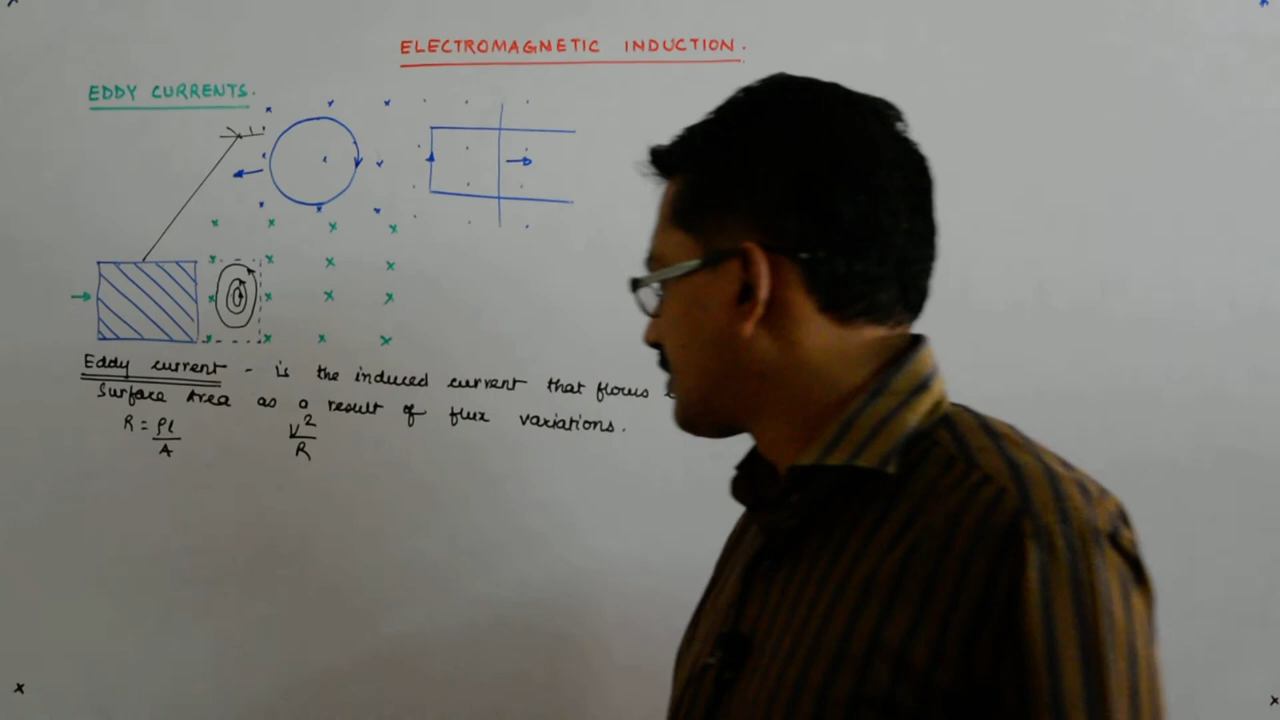 ELECTROMAGNETIC INDUCTION.
EDDY CURRENTS.
Eddy current - is the induced current that flows
Surface Area as a result of flux variations.
R = ρl/A
V²/R